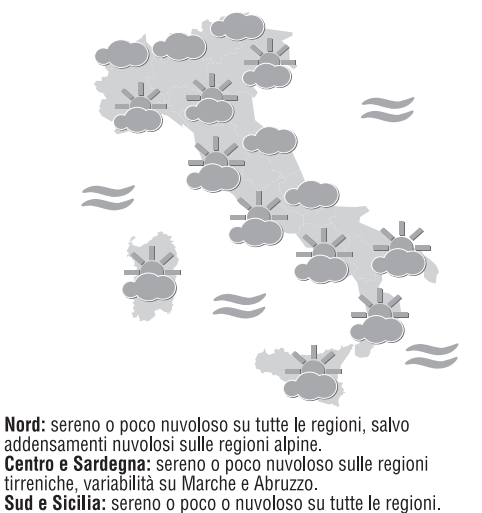 Nord: sereno o poco nuvoloso su tutte le regioni, salvo
addensamenti nuvolosi sulle regioni alpine.
Centro e Sardegna: sereno o poco nuvoloso sulle regioni
tirreniche, variabilità su Marche e Abruzzo.
Sud e Sicilia: sereno o poco o nuvoloso su tutte le regioni.